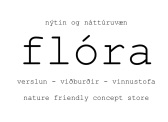 nýtin og náttúruvæn
flóra
verslun - viðburðir - vinnustofa
nature friendly concept store